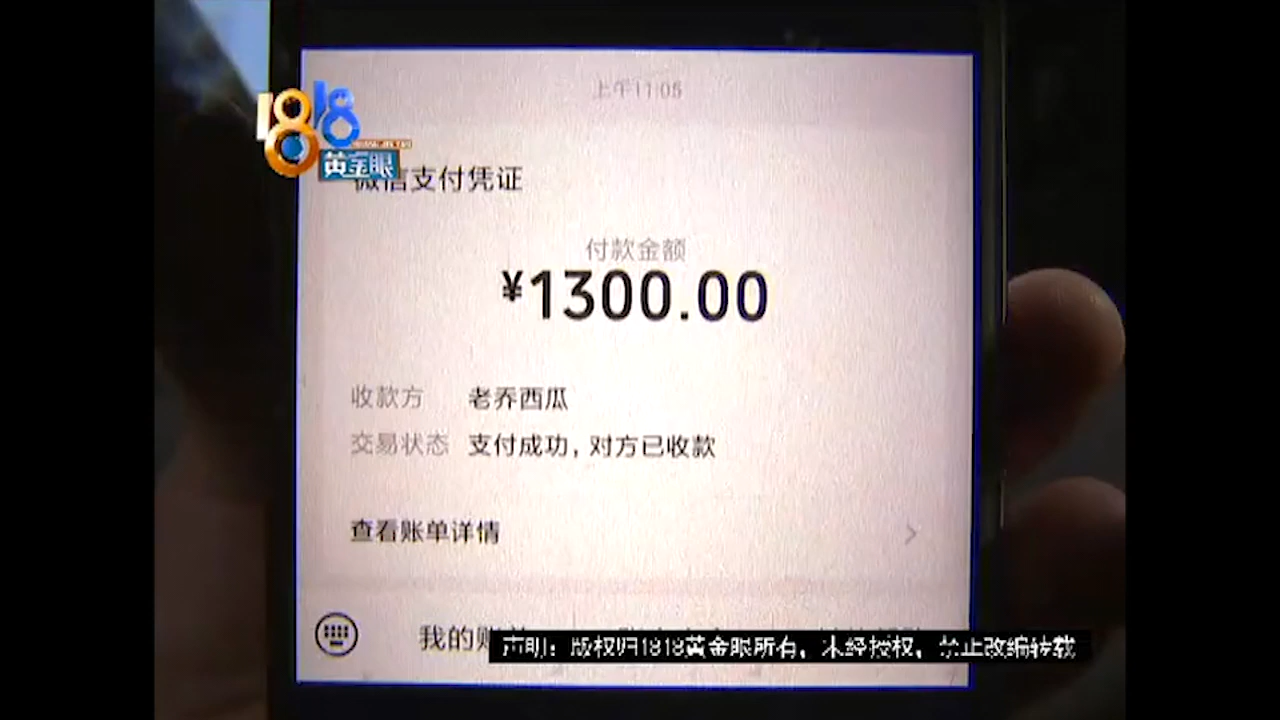 上午11:05
1818
黄金眼
微信支付凭证
付款金额
¥1300.00
收款方 老乔西瓜
交易状态 支付成功，对方已收款
查看账单详情
我的账单
声明：版权归1818黄金眼所有，未经授权，禁止改编转载